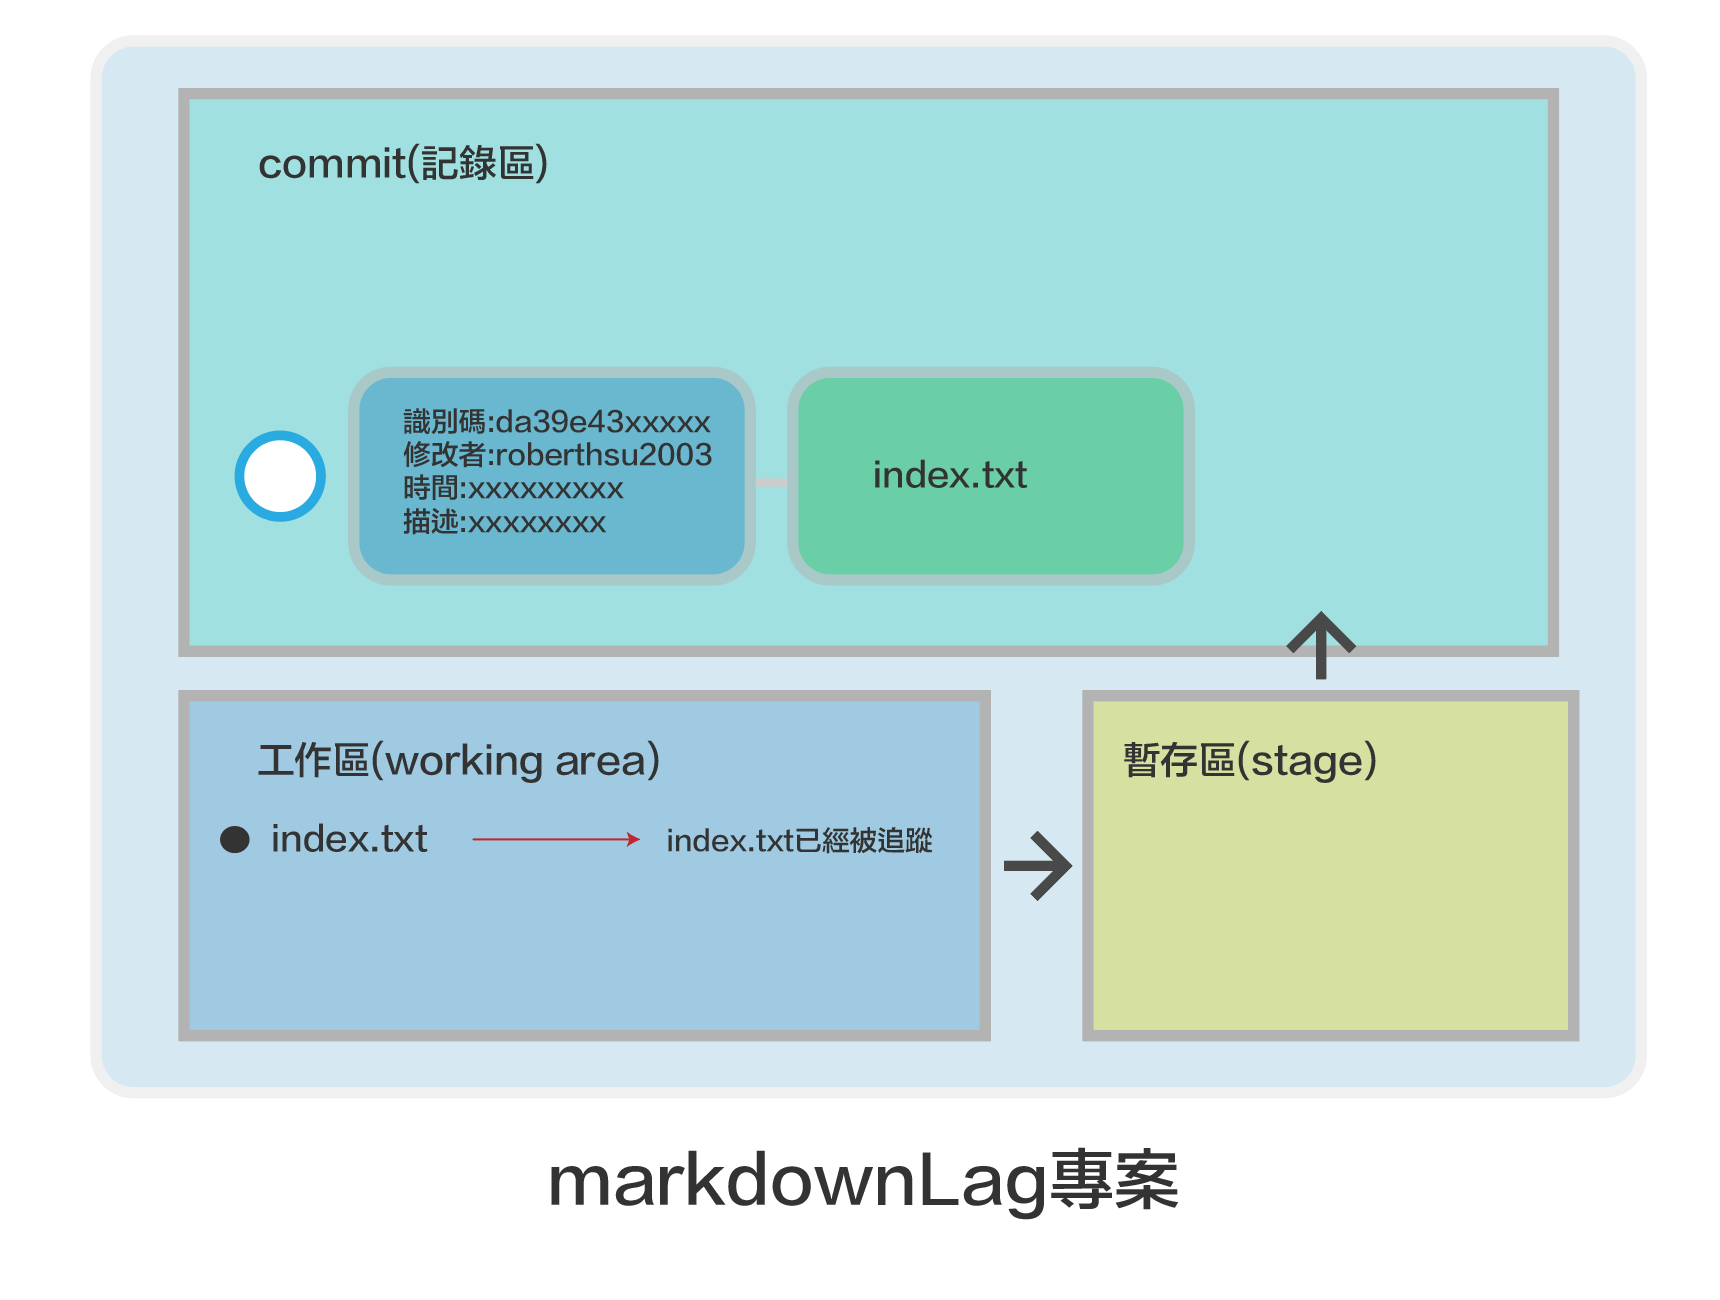 commit(記錄區)
識別碼:da39e43xxxxx
修改者:roberthsu2003
時間:xxxxxxxxx
描述:xxxxxxxx
index.txt
工作區(working area)
index.txt
index.txt已經被追蹤
暫存區(stage)
markdownLag專案